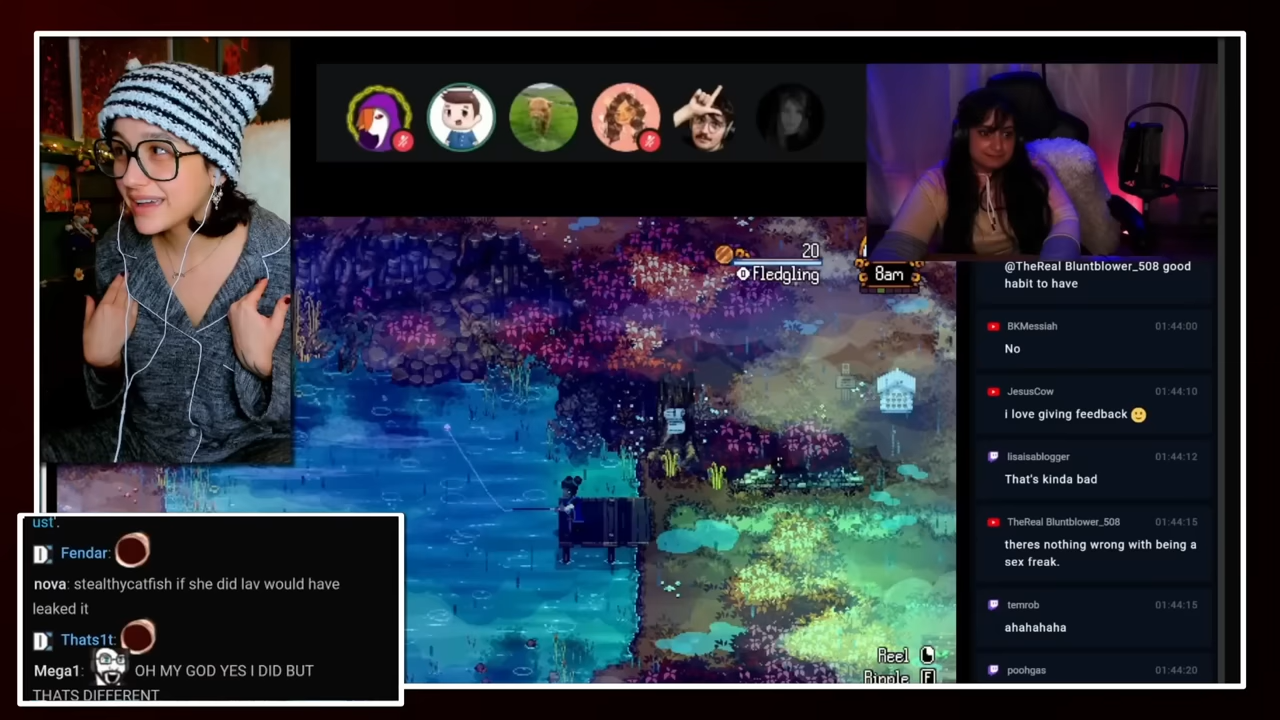 20
Fledgling
8am
@TheReal Bluntblower_508 good
habit to have
BKMessiah 01:44:00
No
JesusCow 01:44:10
i love giving feedback 🙂
lisaisablogger 01:44:12
That's kinda bad
TheReal Bluntblower_508 01:44:15
theres nothing wrong with being a
sex freak.
temrob 01:44:15
ahahahaha
poohgas 01:44:20
Reel
Ripple F
ust'.
D: Fendar:
nova: stealthycatfish if she did lav would have
leaked it
D: Thats1t:
Mega1: OH MY GOD YES I DID BUT
THATS DIFFERENT